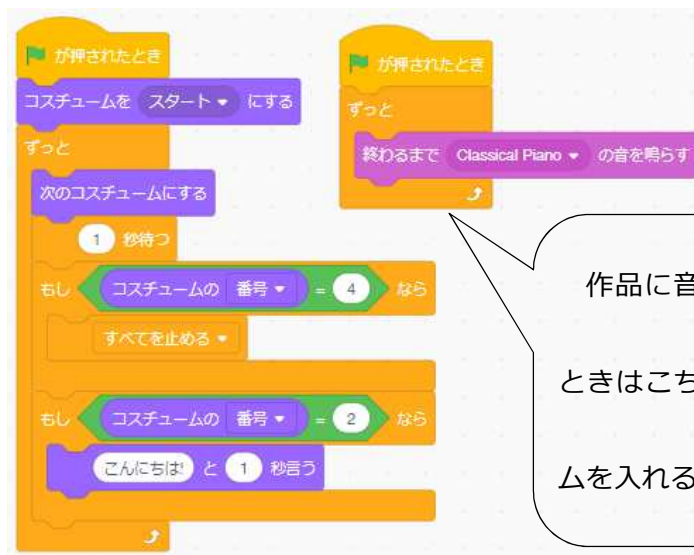 が押されたとき
コスチュームを スタート にする
ずっと
次のコスチュームにする
1 秒待つ
もし コスチュームの 番号 = 4 なら
すべてを止める
もし コスチュームの 番号 = 2 なら
こんにちは! と 1 秒言う
が押されたとき
ずっと
終わるまで Classical Piano の音を鳴らす
作品に音
ときはこち
ムを入れる